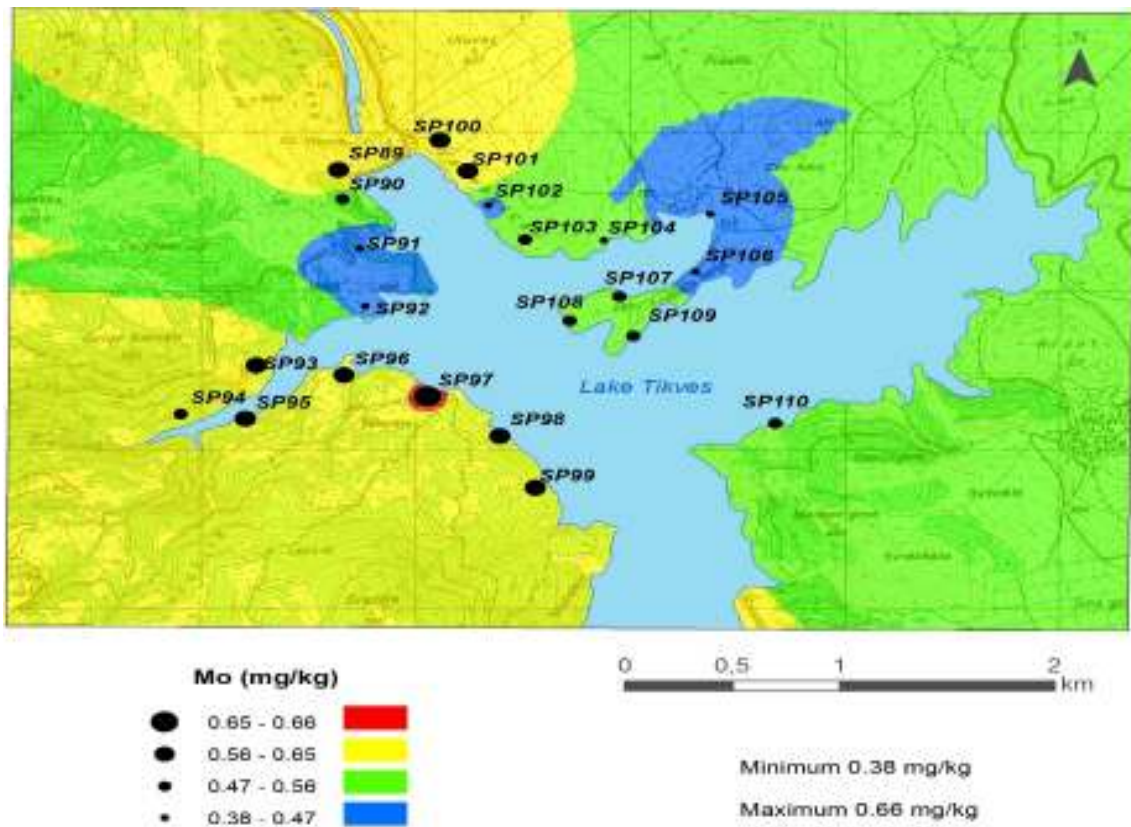 SP100
SP89
SP101
SP90
SP102
SP105
SP103
SP104
SP91
SP106
SP107
SP92
SP108
SP109
SP93
SP96
SP97
Lake Tikves
SP94
SP95
SP98
SP110
SP99
Mo (mg/kg)
0 0,5 1 2
km
0.65 - 0.66
0.56 - 0.65
0.47 - 0.56
0.38 - 0.47
Minimum 0.38 mg/kg
Maximum 0.66 mg/kg